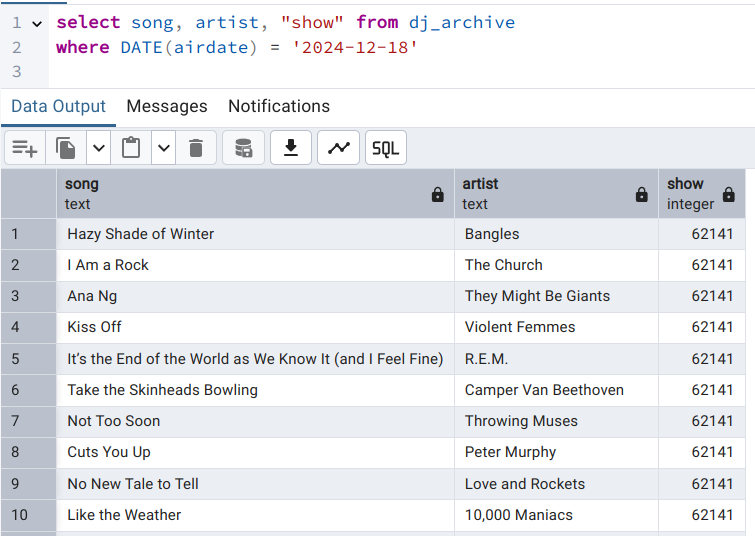 1 select song, artist, "show" from dj_archive
2 where DATE(airdate) = '2024-12-18'
3
Data Output Messages Notifications
SQL
song artist show
text text integer
1 Hazy Shade of Winter Bangles 62141
2 I Am a Rock The Church 62141
3 Ana Ng They Might Be Giants 62141
4 Kiss Off Violent Femmes 62141
5 It’s the End of the World as We Know It (and I Feel Fine) R.E.M. 62141
6 Take the Skinheads Bowling Camper Van Beethoven 62141
7 Not Too Soon Throwing Muses 62141
8 Cuts You Up Peter Murphy 62141
9 No New Tale to Tell Love and Rockets 62141
10 Like the Weather 10,000 Maniacs 62141